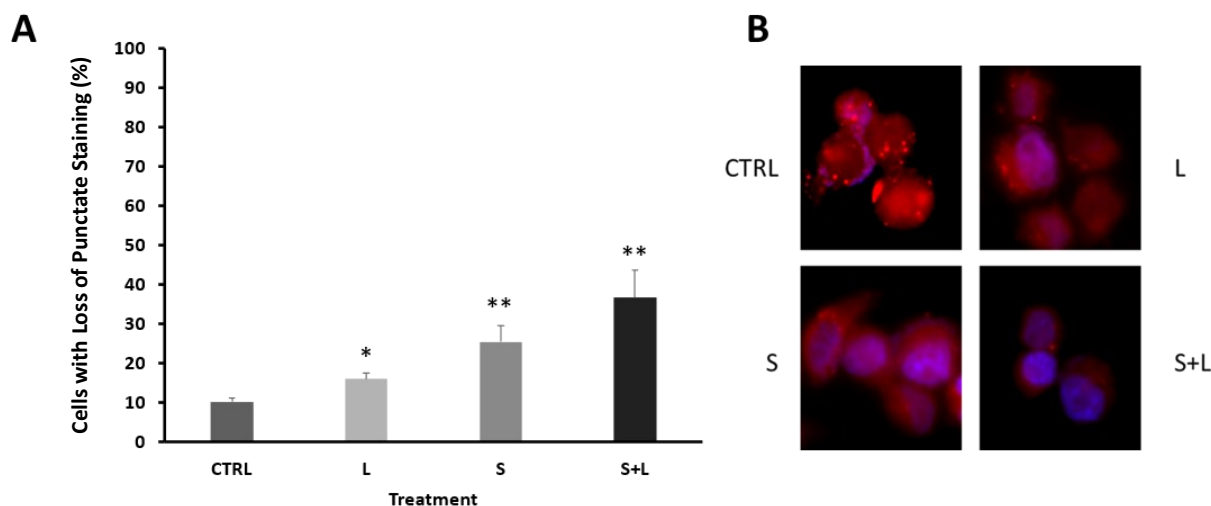 A
Cells with Loss of Punctate Staining (%)
100
90
80
70
60
50
40
30
20
10
0
*
**
**
CTRL L S S+L
Treatment
B
CTRL
L
S
S+L